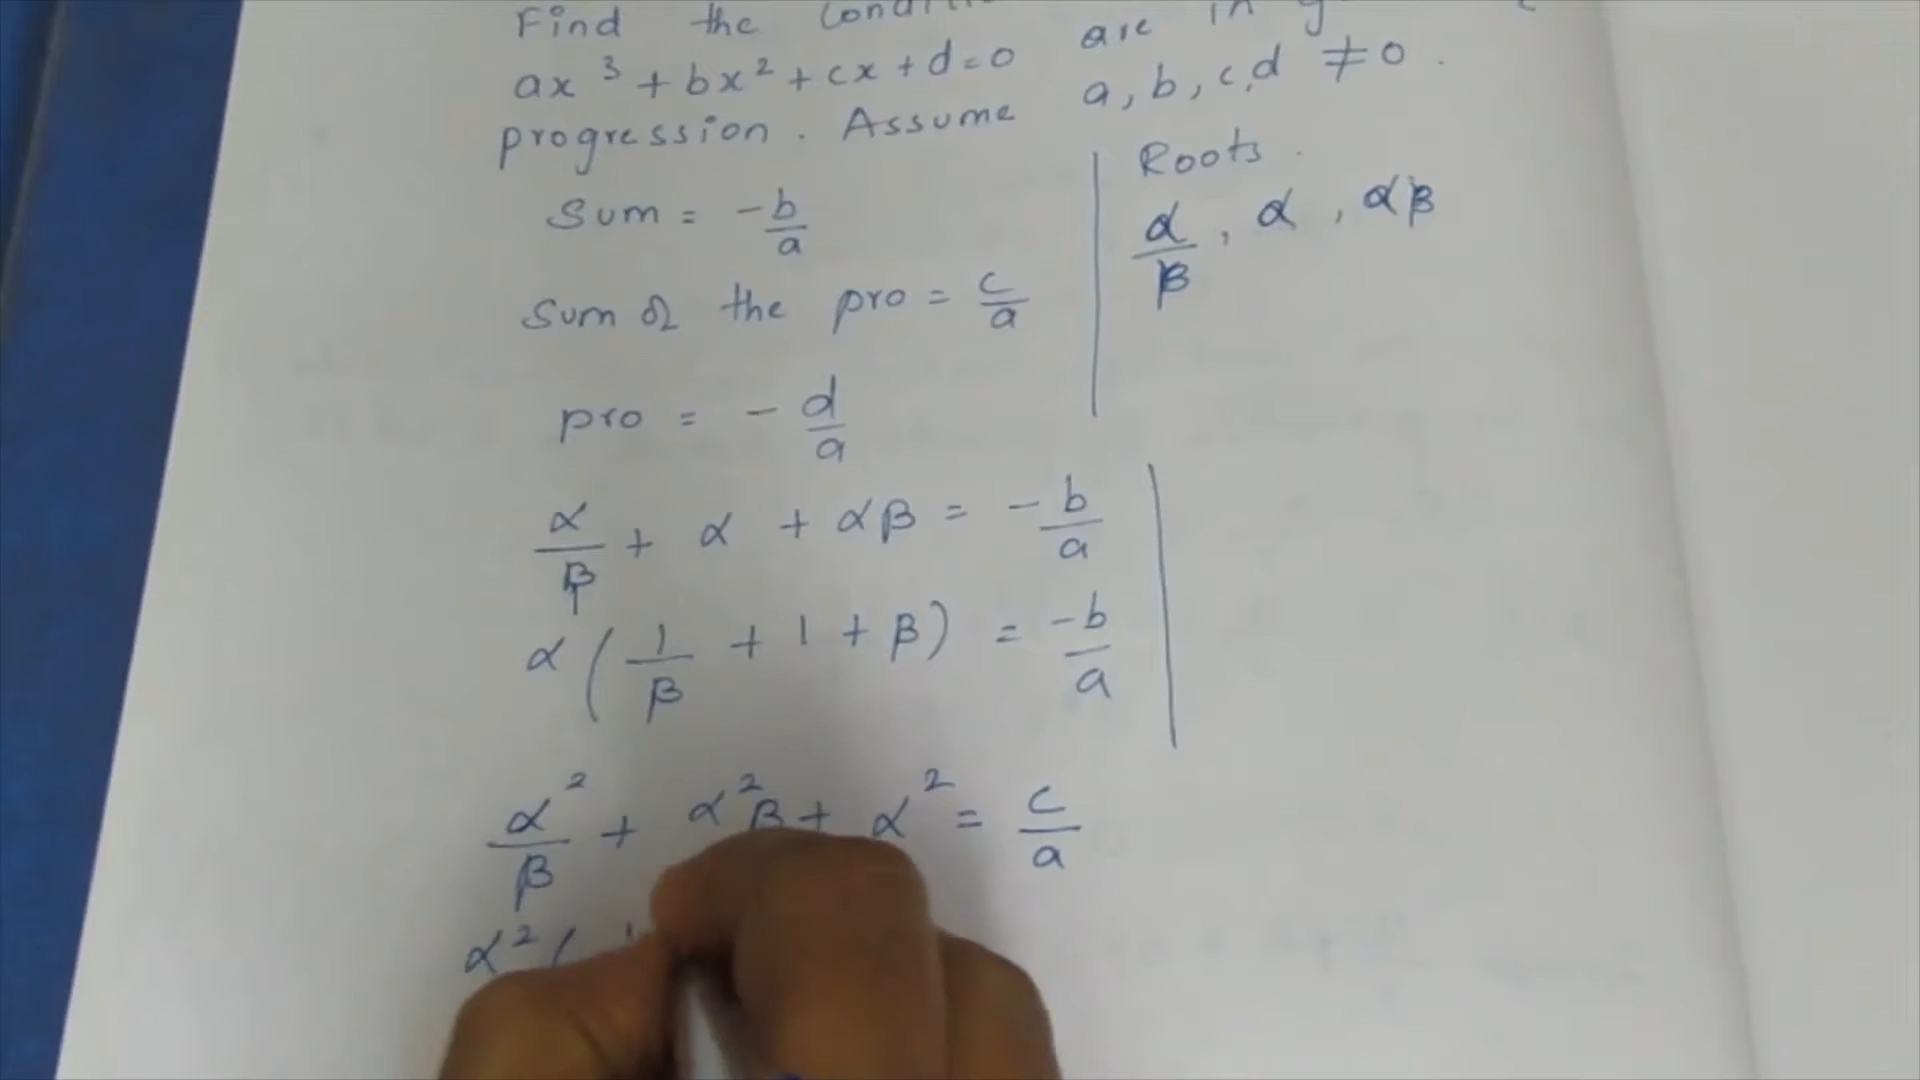 Find the
ax³ + bx² + cx + d = 0 are in
progression. Assume a, b, c, d ≠ 0.
Sum = -b/a
Sum of the pro = c/a
pro = - d/a
Roots.
α/β, α, αβ
α/β + α + αβ = - b/a
α(1/β + 1 + β) = -b/a
α²/β + α²β + α² = c/a
α² (